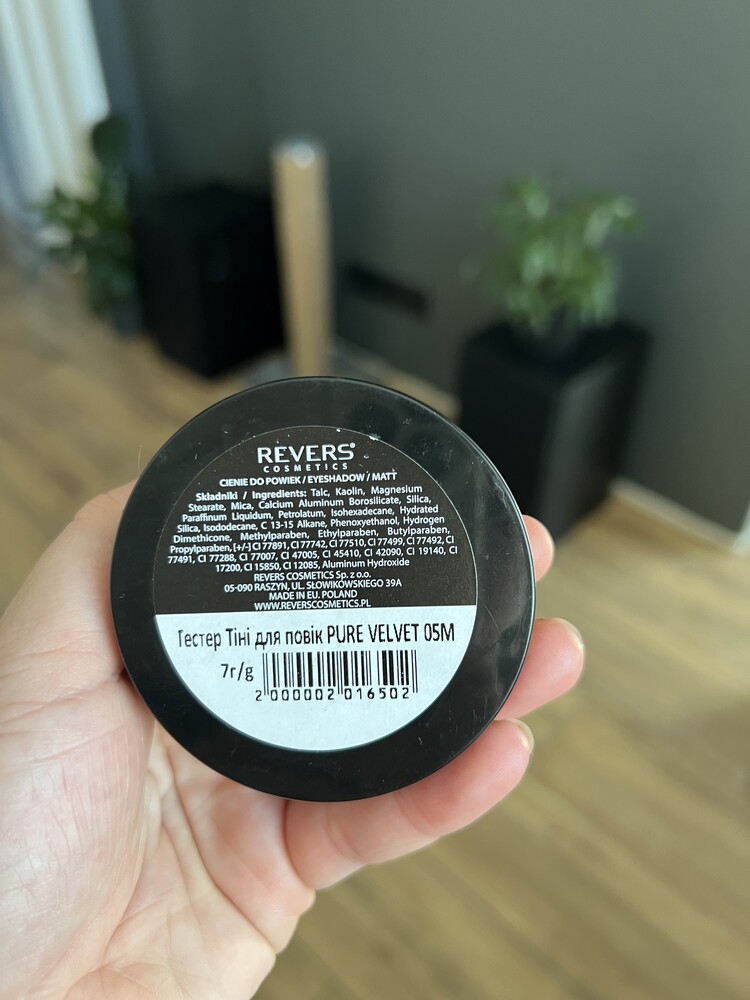 REVERS®
COSMETICS
CIENIE DO POWIEK / EYESHADOW / MATT
Składniki / Ingredients: Talc, Kaolin, Magnesium
Stearate, Mica, Calcium Aluminum Borosilicate, Silica,
Paraffinum Liquidum, Petrolatum, Isohexadecane, Hydrated
Silica, Isododecane, C 13-15 Alkane, Phenoxyethanol, Hydrogen
Dimethicone, Methylparaben, Ethylparaben, Butylparaben,
Propylparaben, [+/-] CI 77891, CI 77742, CI 77510, CI 77499, CI 77492, CI
77491, CI 77288, CI 77007, CI 47005, CI 45410, CI 42090, CI 19140, CI
17200, CI 15850, CI 12085, Aluminum Hydroxide
REVERS COSMETICS Sp. z o.o.
05-090 RASZYN, UL. SŁOWIKOWSKIEGO 39A
MADE IN EU. POLAND
WWW.REVERSCOSMETICS.PL
Тестер Тіні для повік PURE VELVET 05M
7г/g
2 000002 016502